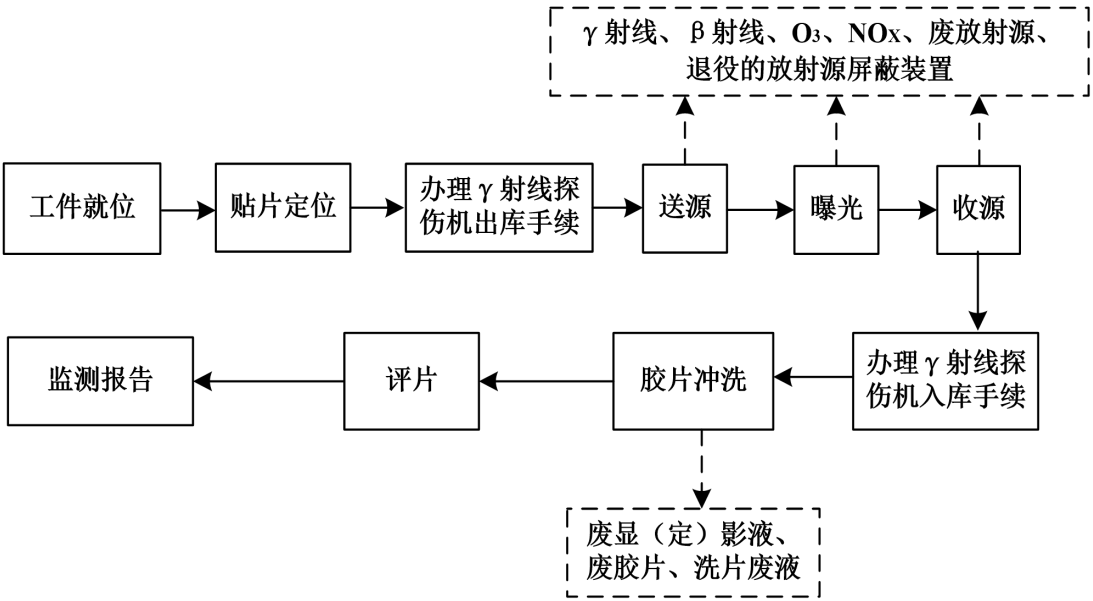 γ射线、β射线、O₃、NOX、废放射源、
退役的放射源屏蔽装置
工件就位
贴片定位
办理γ射线探
伤机出库手续
送源
曝光
收源
监测报告
评片
胶片冲洗
办理γ射线探
伤机入库手续
废显（定）影液、
废胶片、洗片废液